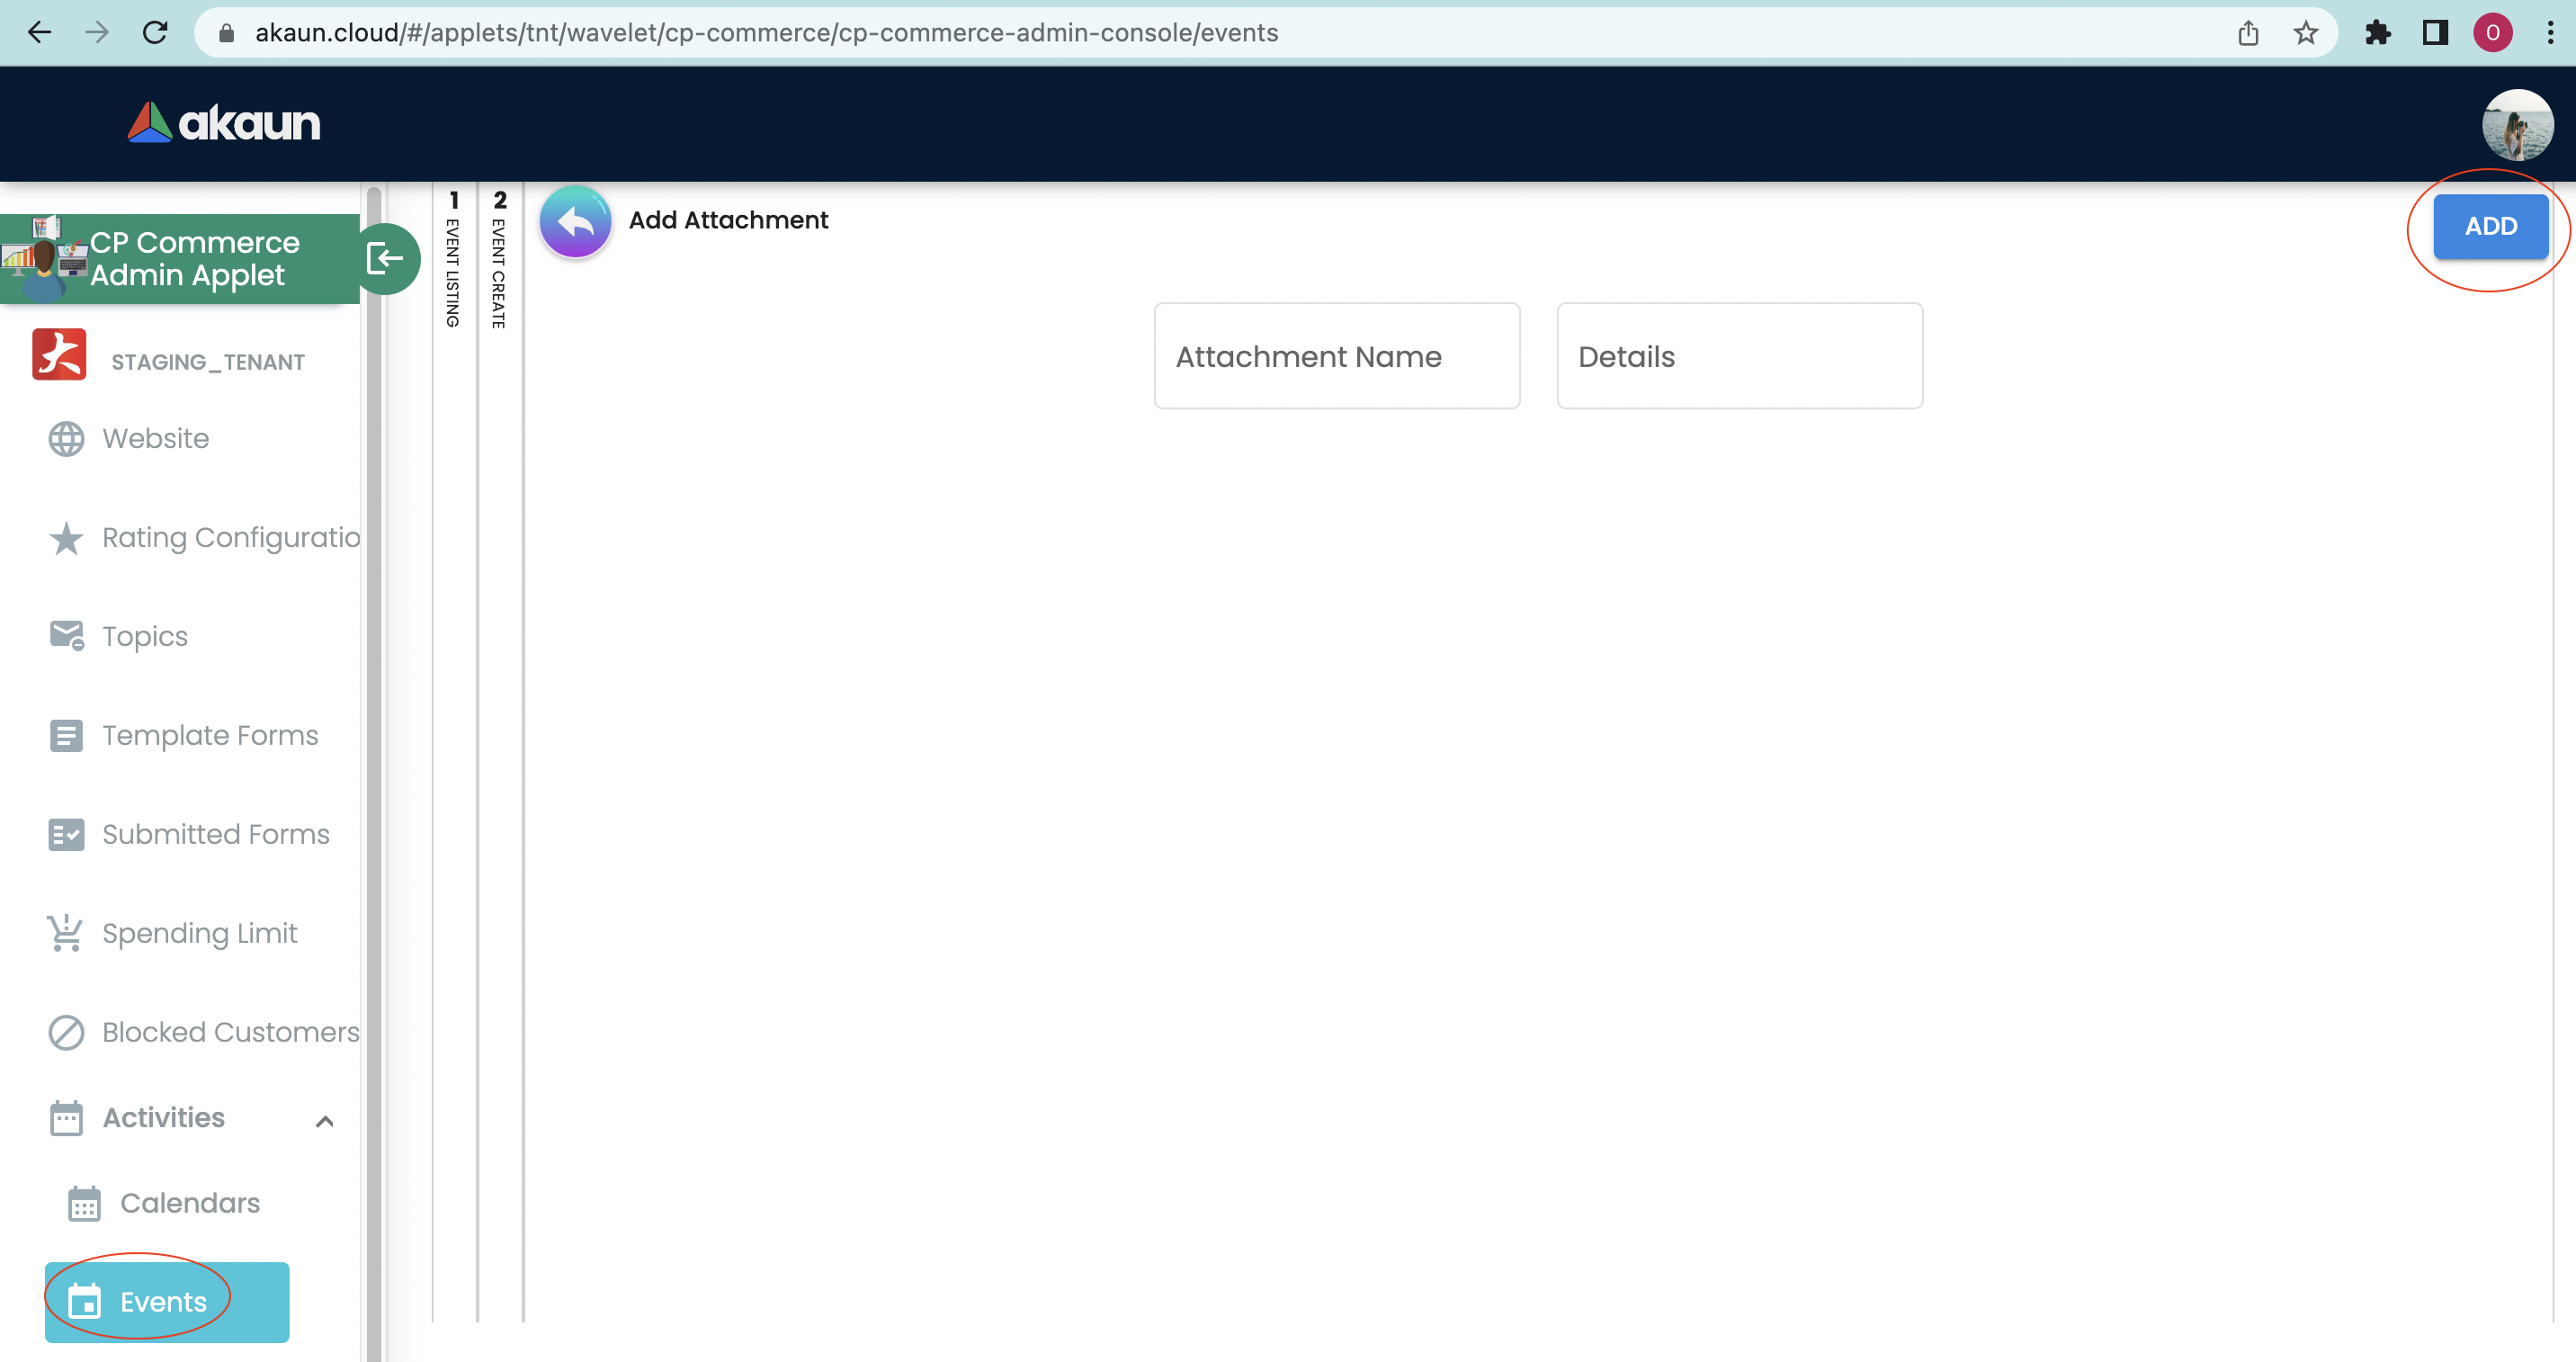 akaun.cloud/#/applets/tnt/wavelet/cp-commerce/cp-commerce-admin-console/events
O
akaun
CP Commerce
Admin Applet
STAGING_TENANT
Website
Rating Configuratio
Topics
Template Forms
Submitted Forms
Spending Limit
Blocked Customers
Activities
Calendars
Events
1
EVENT LISTING
2
EVENT CREATE
Add Attachment
ADD
Attachment Name
Details